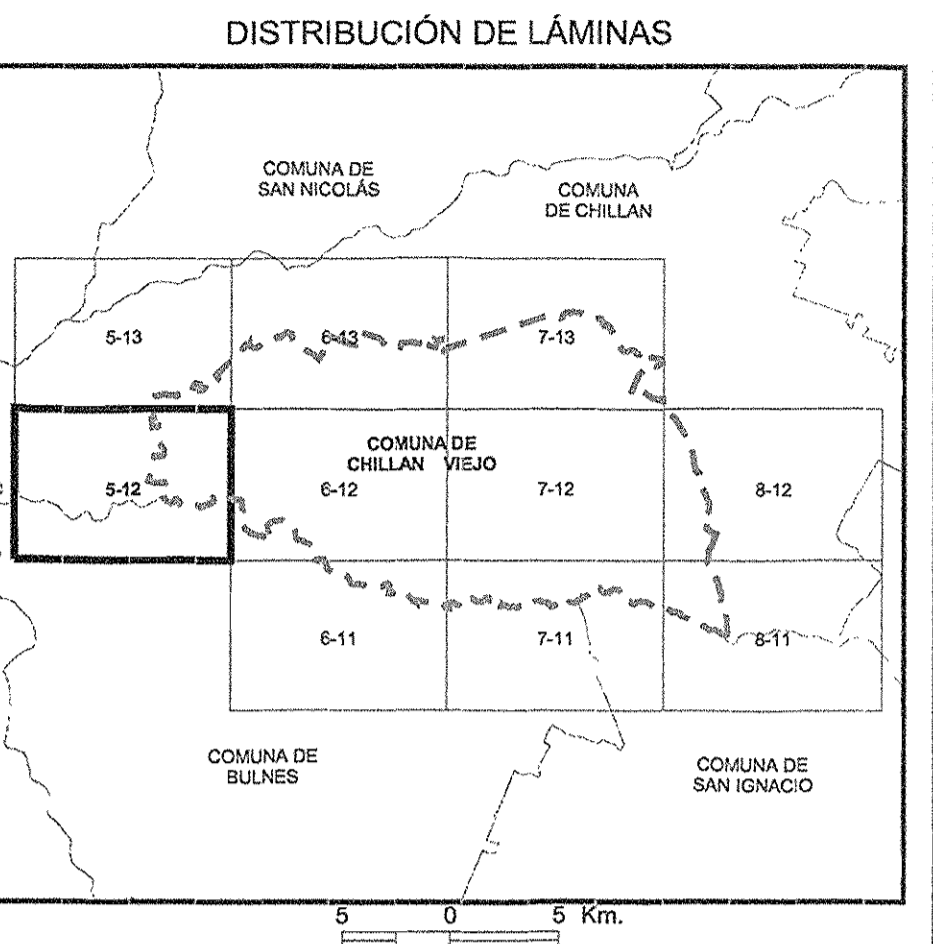 DISTRIBUCIÓN DE LÁMINAS
COMUNA DE
SAN NICOLÁS
COMUNA
DE CHILLAN
5-13
6-13
7-13
COMUNA DE
CHILLAN VIEJO
5-12
6-12
7-12
8-12
6-11
7-11
8-11
COMUNA DE
BULNES
COMUNA DE
SAN IGNACIO
5 0 5 Km.